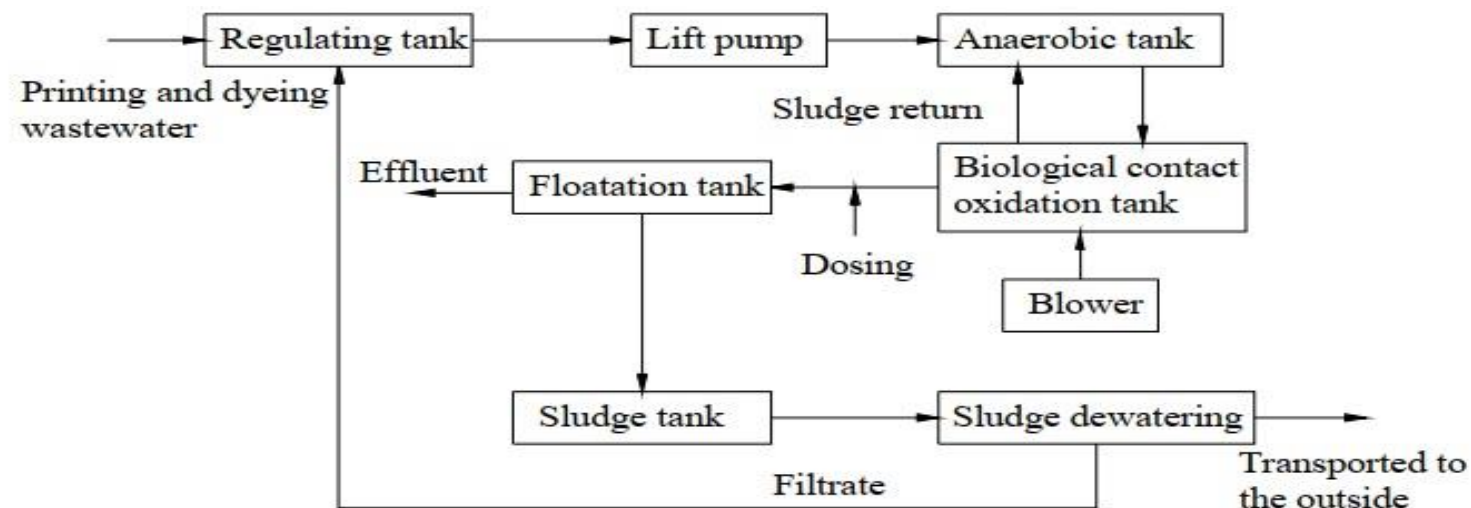 Regulating tank
Lift pump
Anaerobic tank
Printing and dyeing
wastewater
Sludge return
Effluent
Floatation tank
Biological contact
oxidation tank
Dosing
Blower
Sludge tank
Sludge dewatering
Filtrate
Transported to
the outside